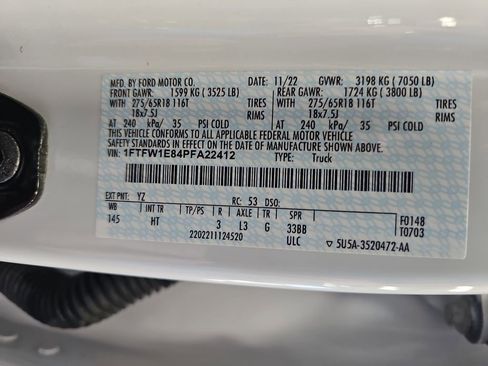 MFD. BY FORD MOTOR CO. 11/22 GVWR: 3198 KG ( 7050 LB)
FRONT GAWR: 1599 KG ( 3525 LB) REAR GAWR: 1724 KG ( 3800 LB)
WITH 275/65R18 116T TIRES WITH 275/65R18 116T TIRES
18x7.5J RIMS 18x7.5J RIMS
AT 240 kPa/ 35 PSI COLD AT 240 kPa/ 35 PSI COLD
THIS VEHICLE CONFORMS TO ALL APPLICABLE FEDERAL MOTOR VEHICLE
SAFETY STANDARDS IN EFFECT ON THE DATE OF MANUFACTURE SHOWN ABOVE.
1FTFW1E84PFA22412 TYPE: Truck
EXT PNT: YZ RC: 53 DSO:
WB INT TR TP/PS R AXLE TR SPR
145 HT 3 L3 G 33BB
2202211124520 ULC
F0148
T0703
▽ 5U5A-3520472-AA